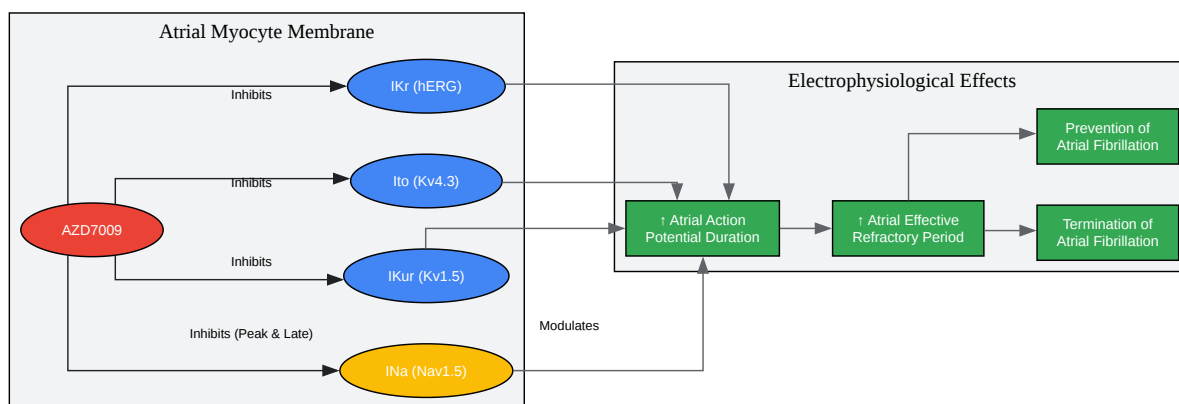 Atrial Myocyte Membrane
IKr (hERG)
Inhibits
Ito (Kv4.3)
Inhibits
AZD7009
Inhibits
IKur (Kv1.5)
Inhibits (Peak & Late)
INa (Nav1.5)
Modulates
Electrophysiological Effects
Prevention of
Atrial Fibrillation
↑ Atrial Action
Potential Duration
↑ Atrial Effective
Refractory Period
Termination of
Atrial Fibrillation